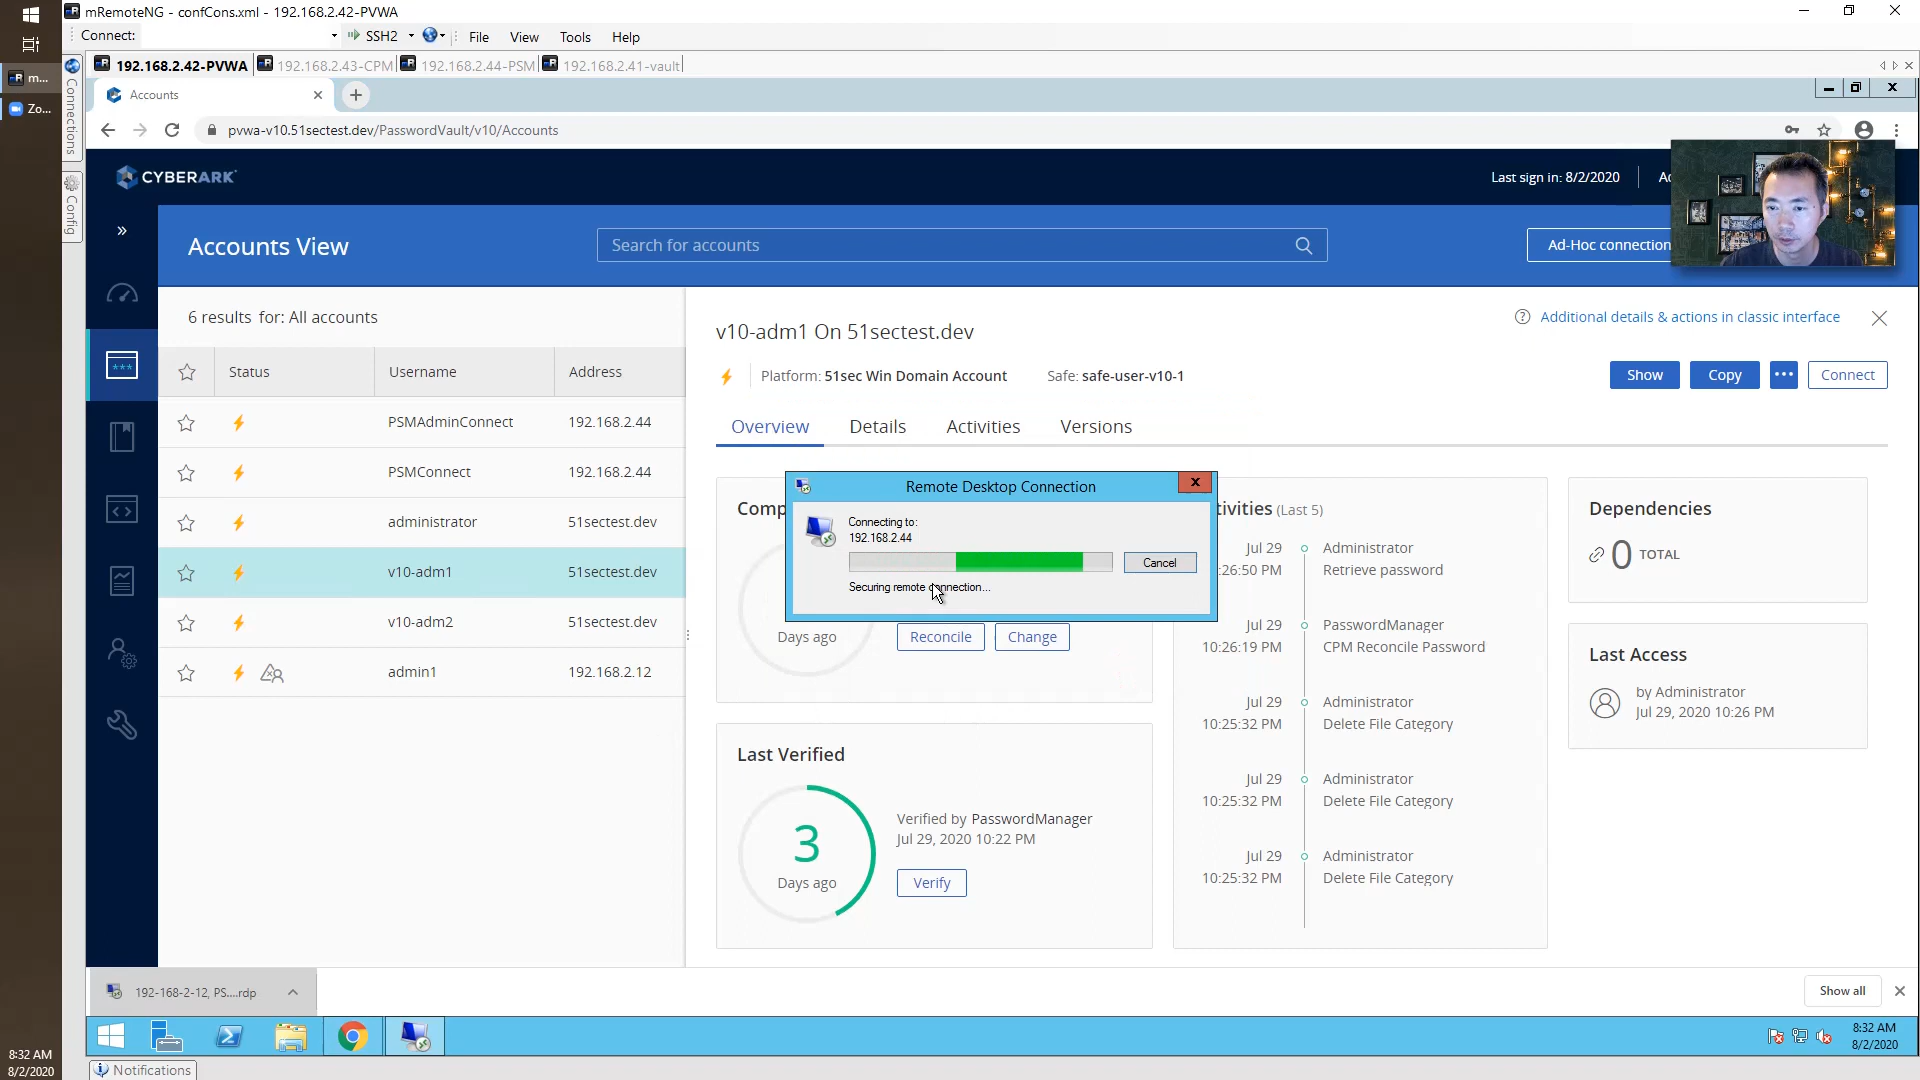 mRemoteNG - confCons.xml - 192.168.2.42-PVWA
Connect:
SSH2
File
View
Tools
Help
m...
Zo...
Connections
Config
192.168.2.42-PVWA
192.168.2.43-CPM
192.168.2.44-PSM
192.168.2.41-vault
Accounts
pvwa-v10.51sectest.dev/PasswordVault/v10/Accounts
CYBERARK
Last sign in: 8/2/2020
Accounts View
Search for accounts
Ad-Hoc connection
6 results for: All accounts
Status
Username
Address
PSMAdminConnect
192.168.2.44
PSMConnect
192.168.2.44
administrator
51sectest.dev
v10-adm1
51sectest.dev
v10-adm2
51sectest.dev
admin1
192.168.2.12
v10-adm1 On 51sectest.dev
Additional details & actions in classic interface
Platform: 51sec Win Domain Account
Safe: safe-user-v10-1
Show
Copy
Connect
Overview
Details
Activities
Versions
Comp
Days ago
Reconcile
Change
Remote Desktop Connection
Connecting to:
192.168.2.44
Cancel
Securing remote connection...
Last Verified
3
Days ago
Verified by PasswordManager
Jul 29, 2020 10:22 PM
Verify
tivities (Last 5)
Jul 29
:26:50 PM
Administrator
Retrieve password
Jul 29
10:26:19 PM
PasswordManager
CPM Reconcile Password
Jul 29
10:25:32 PM
Administrator
Delete File Category
Jul 29
10:25:32 PM
Administrator
Delete File Category
Jul 29
10:25:32 PM
Administrator
Delete File Category
Dependencies
0 TOTAL
Last Access
by Administrator
Jul 29, 2020 10:26 PM
192-168-2-12, PS....rdp
Show all
8:32 AM
8/2/2020
8:32 AM
8/2/2020
Notifications